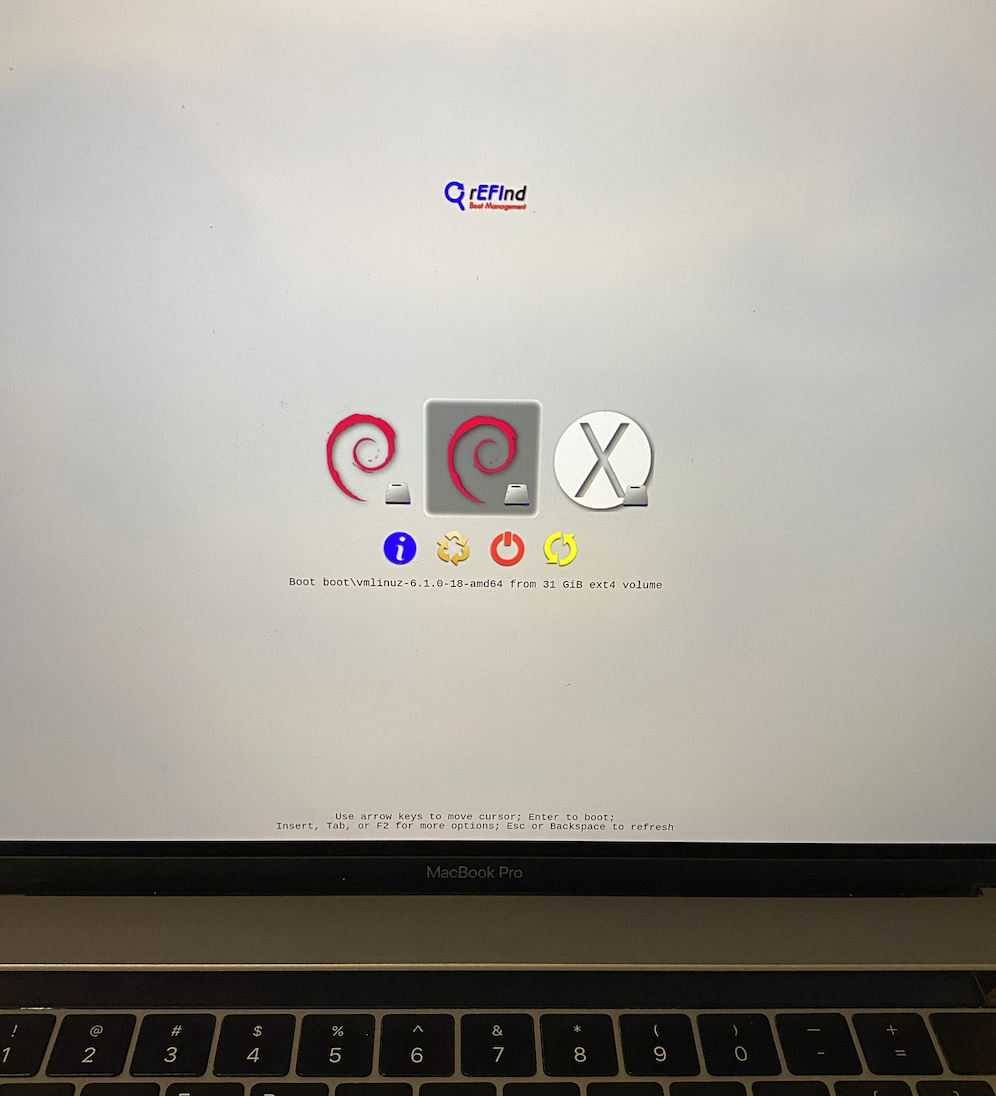 rEFInd
Boot Management
X
i
Boot boot\vmlinuz-6.1.0-18-amd64 from 31 GiB ext4 volume
Use arrow keys to move cursor; Enter to boot;
Insert, Tab, or F2 for more options; Esc or Backspace to refresh
MacBook Pro
! @ # $ % ^ & * ( ) — +
1 2 3 4 5 6 7 8 9 0 - =